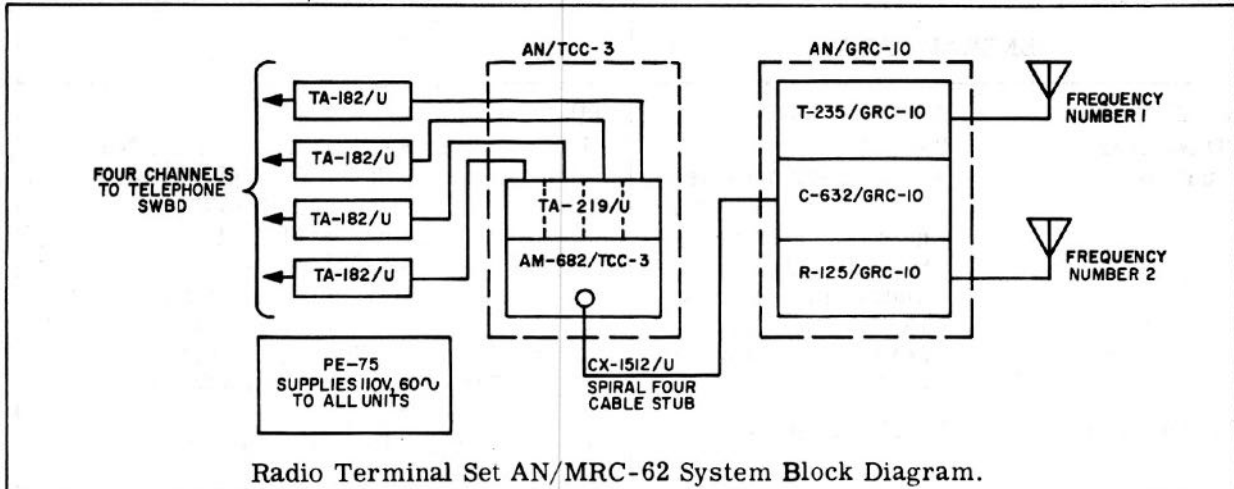 AN/TCC-3
AN/GRC-10
TA-182/U
TA-182/U
TA-182/U
TA-182/U
FOUR CHANNELS
TO TELEPHONE
SWBD
TA-219/U
AM-682/TCC-3
T-235/GRC-10
C-632/GRC-10
R-125/GRC-10
FREQUENCY
NUMBER 1
FREQUENCY
NUMBER 2
PE-75
SUPPLIES 110V, 60∿
TO ALL UNITS
CX-1512/U
SPIRAL FOUR
CABLE STUB
Radio Terminal Set AN/MRC-62 System Block Diagram.